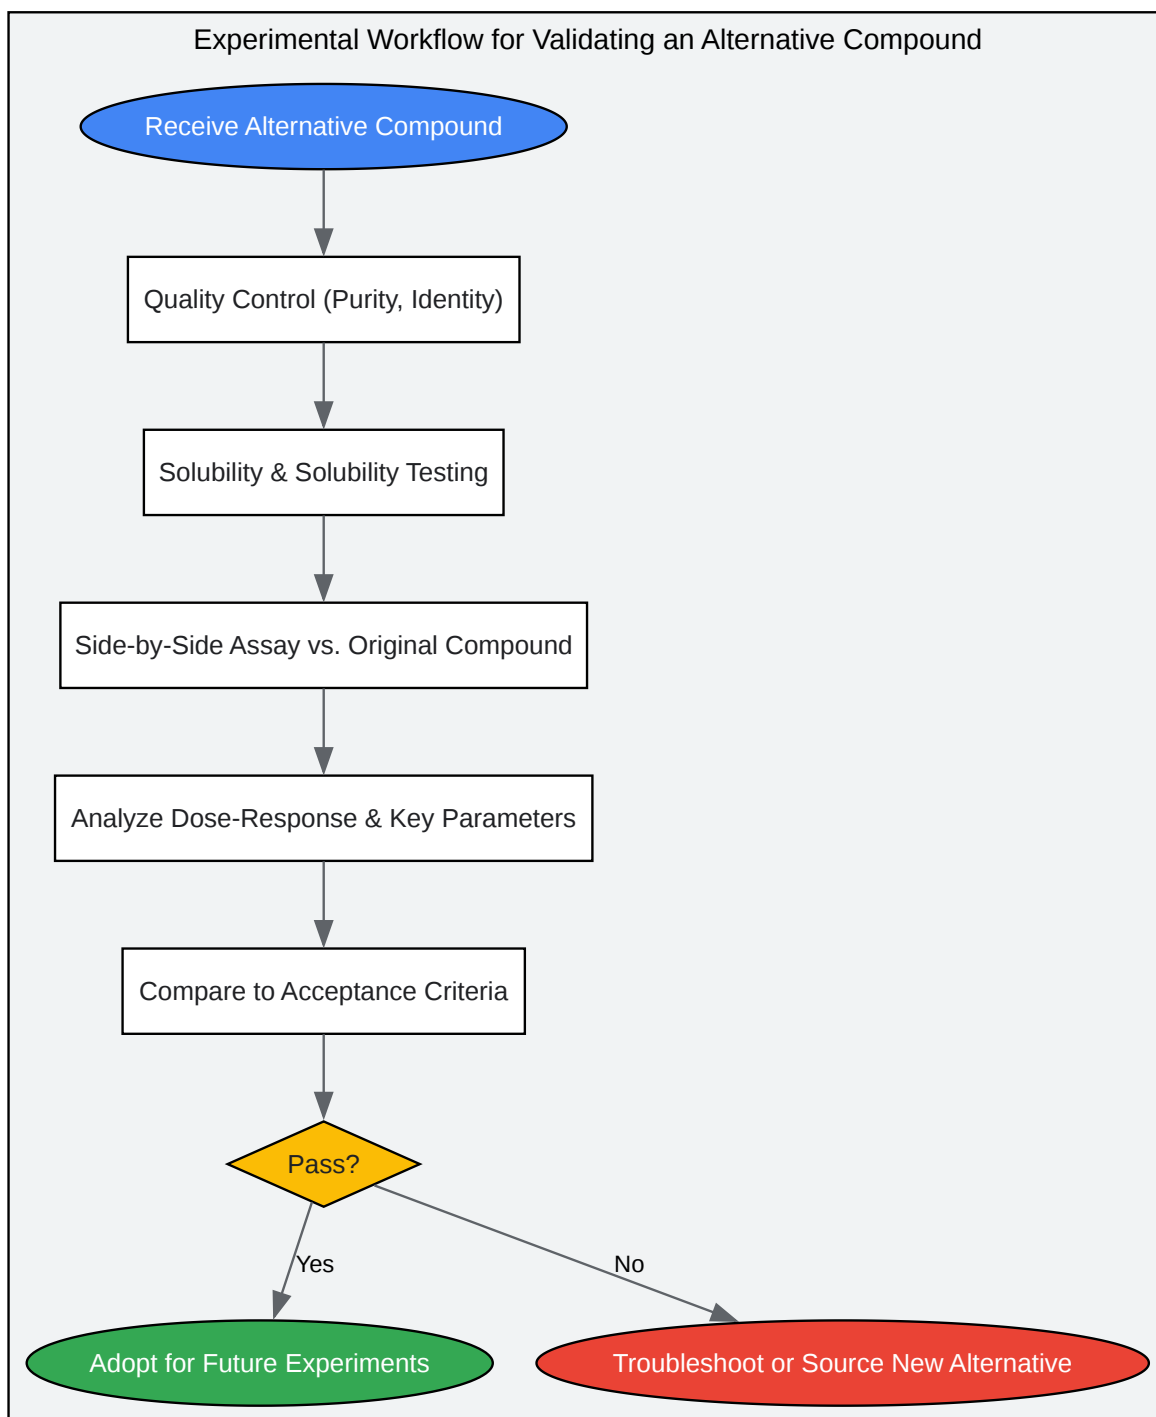 Experimental Workflow for Validating an Alternative Compound
Receive Alternative Compound
Quality Control (Purity, Identity)
Solubility & Solubility Testing
Side-by-Side Assay vs. Original Compound
Analyze Dose-Response & Key Parameters
Compare to Acceptance Criteria
Pass?
Yes
No
Adopt for Future Experiments
Troubleshoot or Source New Alternative